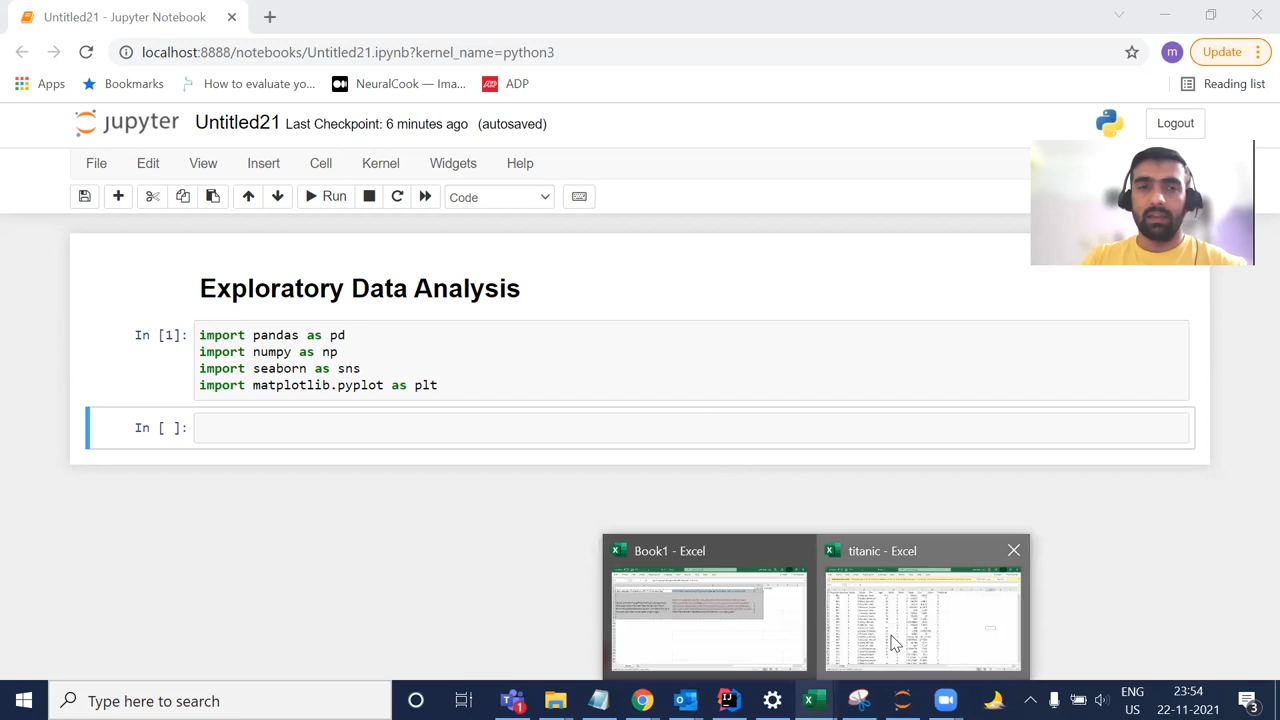 Untitled21 - Jupyter Notebook
localhost:8888/notebooks/Untitled21.ipynb?kernel_name=python3
m
Update
Apps
Bookmarks
How to evaluate yo...
NeuralCook — Ima...
ADP
Reading list
jupyter
Untitled21
Last Checkpoint: 6 minutes ago
(autosaved)
Logout
File
Edit
View
Insert
Cell
Kernel
Widgets
Help
Run
Code
Exploratory Data Analysis
In [1]:
import pandas as pd
import numpy as np
import seaborn as sns
import matplotlib.pyplot as plt
In [ ]:
Book1 - Excel
titanic - Excel
Type here to search
1
ENG
US
23:54
22-11-2021
3